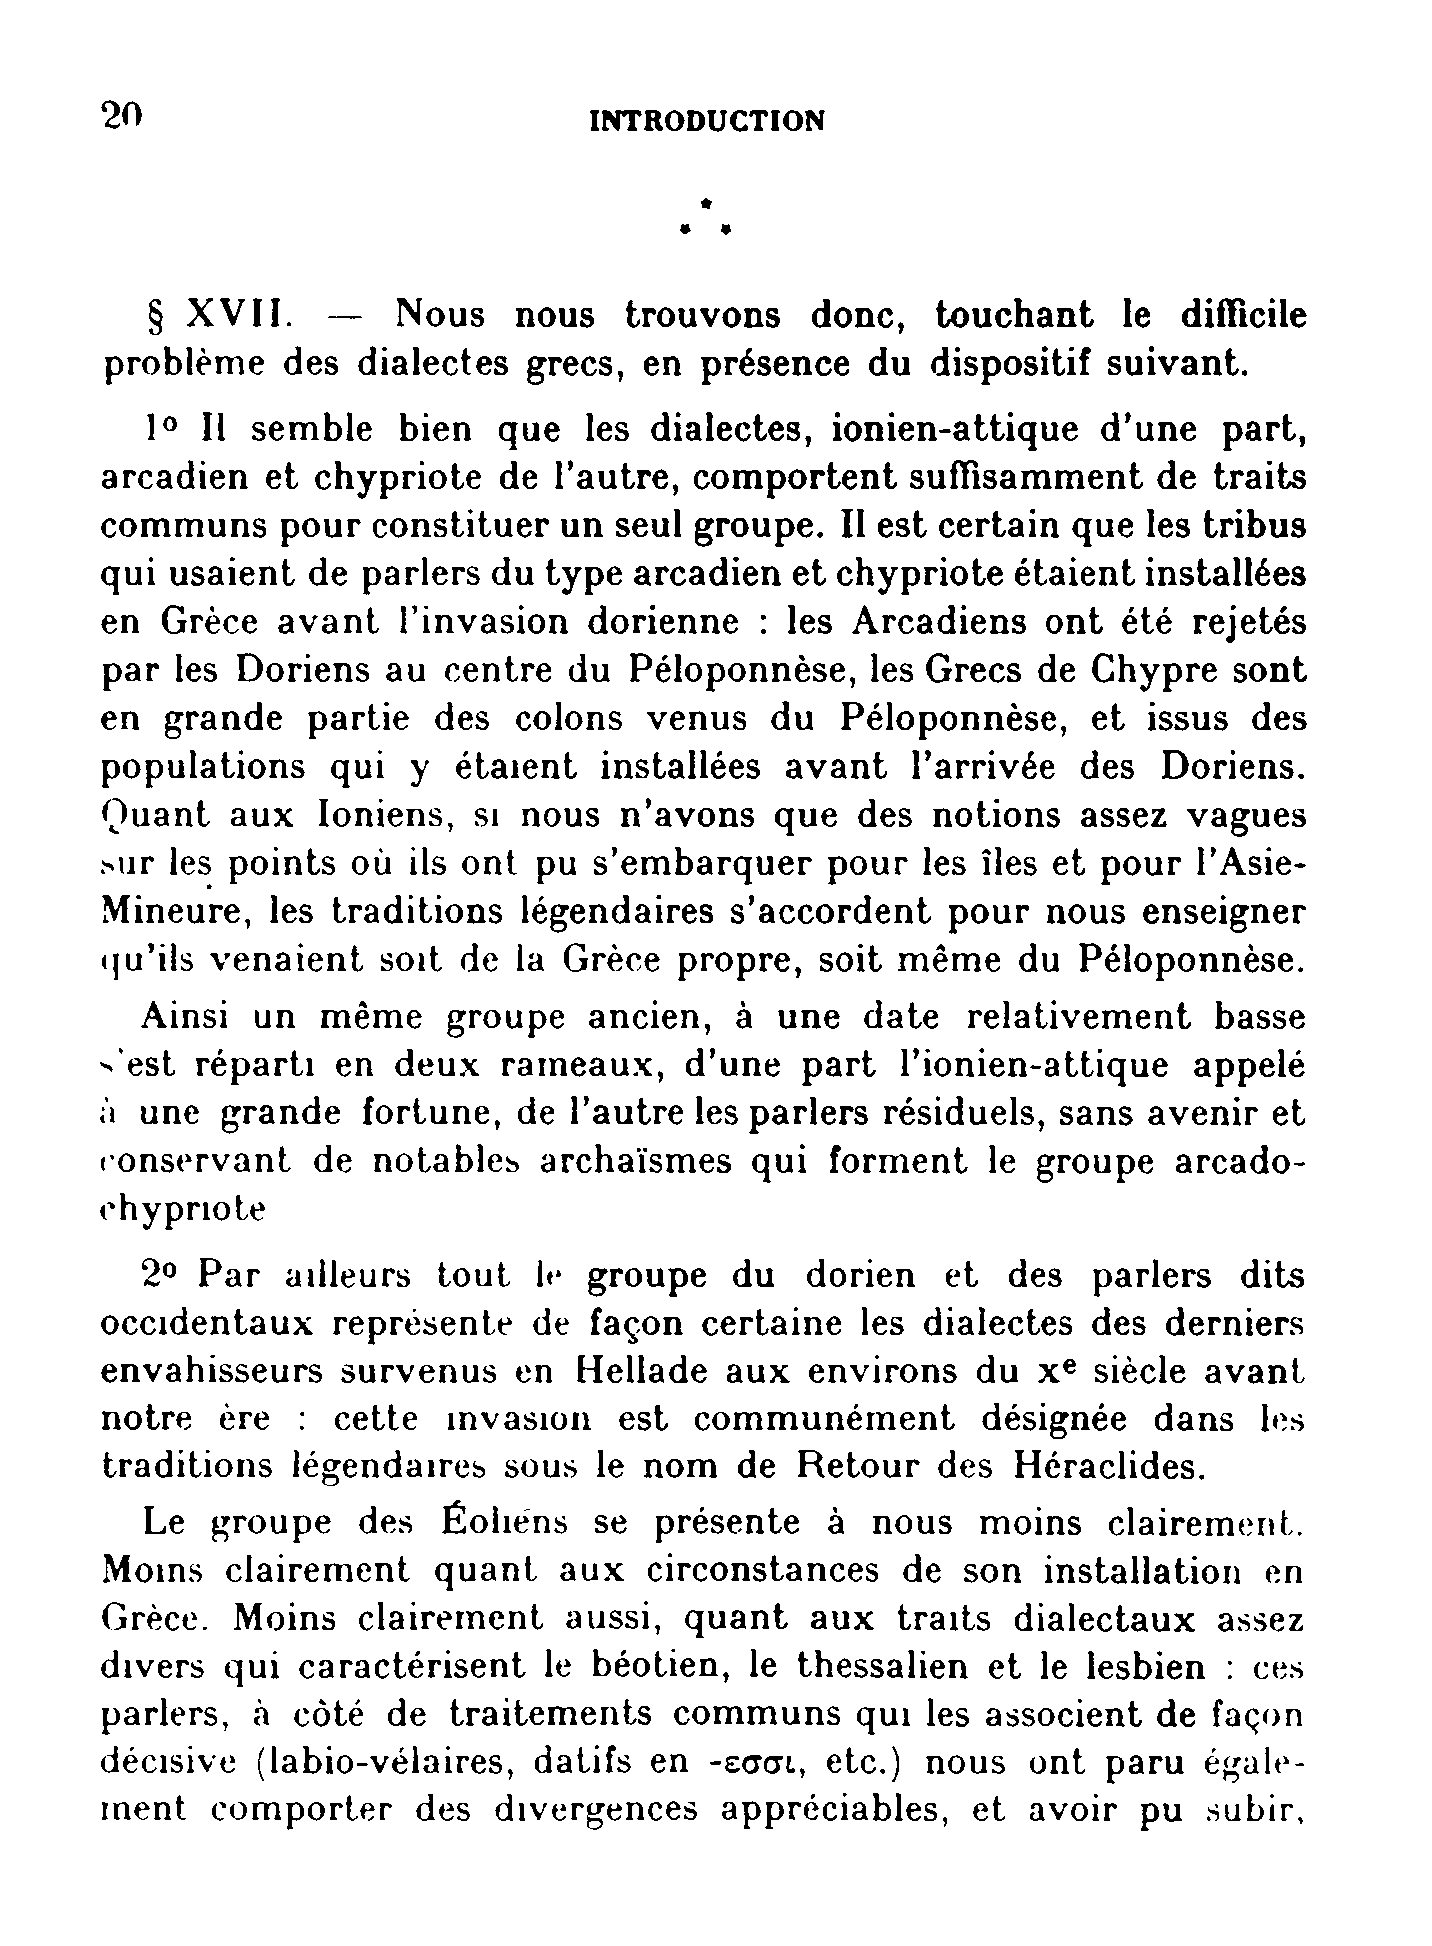 20
INTRODUCTION
§ XVII. — Nous nous trouvons donc, touchant le difficile
problème des dialectes grecs, en présence du dispositif suivant.
1º Il semble bien que les dialectes, ionien-attique d'une part,
arcadien et chypriote de l'autre, comportent suffisamment de traits
communs pour constituer un seul groupe. Il est certain que les tribus
qui usaient de parlers du type arcadien et chypriote étaient installées
en Grèce avant l'invasion dorienne : les Arcadiens ont été rejetés
par les Doriens au centre du Péloponnèse, les Grecs de Chypre sont
en grande partie des colons venus du Péloponnèse, et issus des
populations qui y étaient installées avant l'arrivée des Doriens.
Quant aux Ioniens, si nous n'avons que des notions assez vagues
sur les points où ils ont pu s'embarquer pour les îles et pour l'Asie-
Mineure, les traditions légendaires s'accordent pour nous enseigner
qu'ils venaient soit de la Grèce propre, soit même du Péloponnèse.
Ainsi un même groupe ancien, à une date relativement basse
s'est réparti en deux rameaux, d'une part l'ionien-attique appelé
à une grande fortune, de l'autre les parlers résiduels, sans avenir et
conservant de notables archaïsmes qui forment le groupe arcado-
chypriote
2º Par ailleurs tout le groupe du dorien et des parlers dits
occidentaux représente de façon certaine les dialectes des derniers
envahisseurs survenus en Hellade aux environs du xe siècle avant
notre ère : cette invasion est communément désignée dans les
traditions légendaires sous le nom de Retour des Héraclides.
Le groupe des Éoliens se présente à nous moins clairement.
Moins clairement quant aux circonstances de son installation en
Grèce. Moins clairement aussi, quant aux traits dialectaux assez
divers qui caractérisent le béotien, le thessalien et le lesbien : ces
parlers, à côté de traitements communs qui les associent de façon
décisive (labio-vélaires, datifs en -εσσι, etc.) nous ont paru égale-
ment comporter des divergences appréciables, et avoir pu subir,